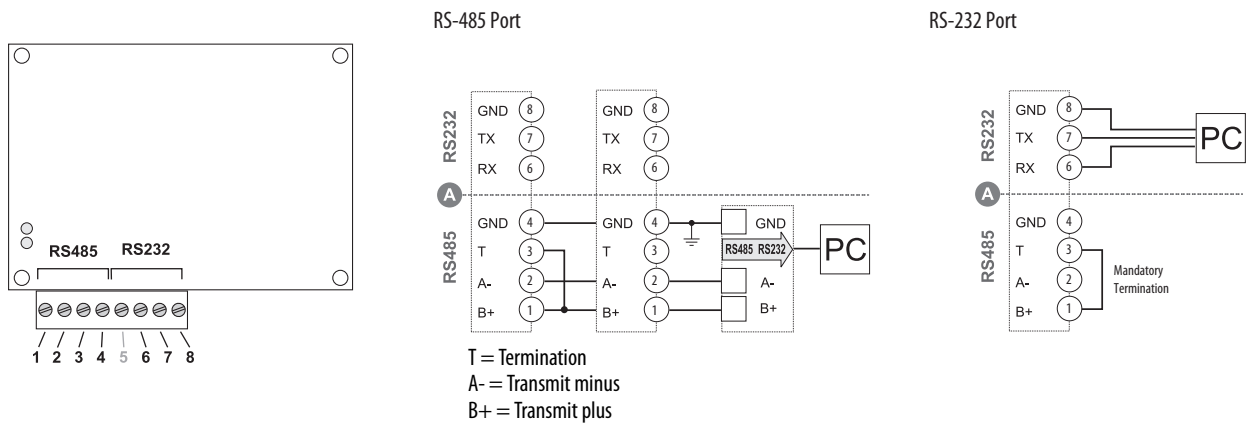 RS-485 Port
RS-232 Port
RS485 RS232
1 2 3 4 5 6 7 8
RS232
GND 8
TX 7
RX 6
GND 8
TX 7
RX 6
A
RS485
GND 4
T 3
A- 2
B+ 1
GND 4
T 3
A- 2
B+ 1
GND
RS485 RS232
A-
B+
PC
T = Termination
A- = Transmit minus
B+ = Transmit plus
RS232
GND 8
TX 7
RX 6
PC
A
RS485
GND 4
T 3
A- 2
B+ 1
Mandatory
Termination